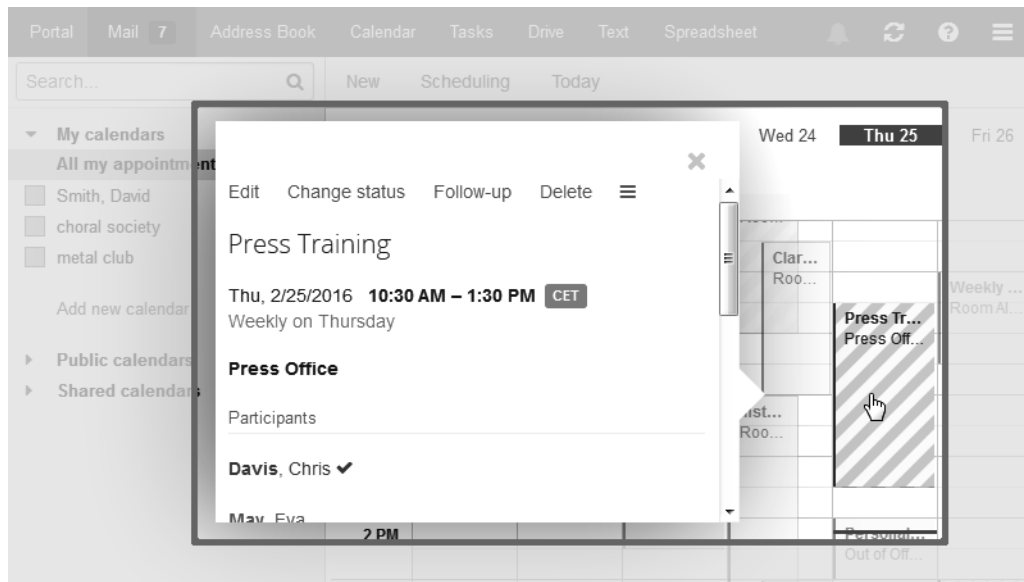 Portal Mail 7 Address Book Calendar Tasks Drive Text Spreadsheet
Search... New Scheduling Today
My calendars
All my appointment
Smith, David
choral society
metal club
Add new calendar
Public calendars
Shared calendars
Wed 24 Thu 25 Fri 26
Edit Change status Follow-up Delete
Press Training
Thu, 2/25/2016 10:30 AM – 1:30 PM CET
Weekly on Thursday
Press Office
Participants
Davis, Chris
May, Eva
Clar...
Roo...
Weekly ...
Room Al...
Press Tr...
Press Off...
Roo...
2 PM
Personal...
Out of Off...